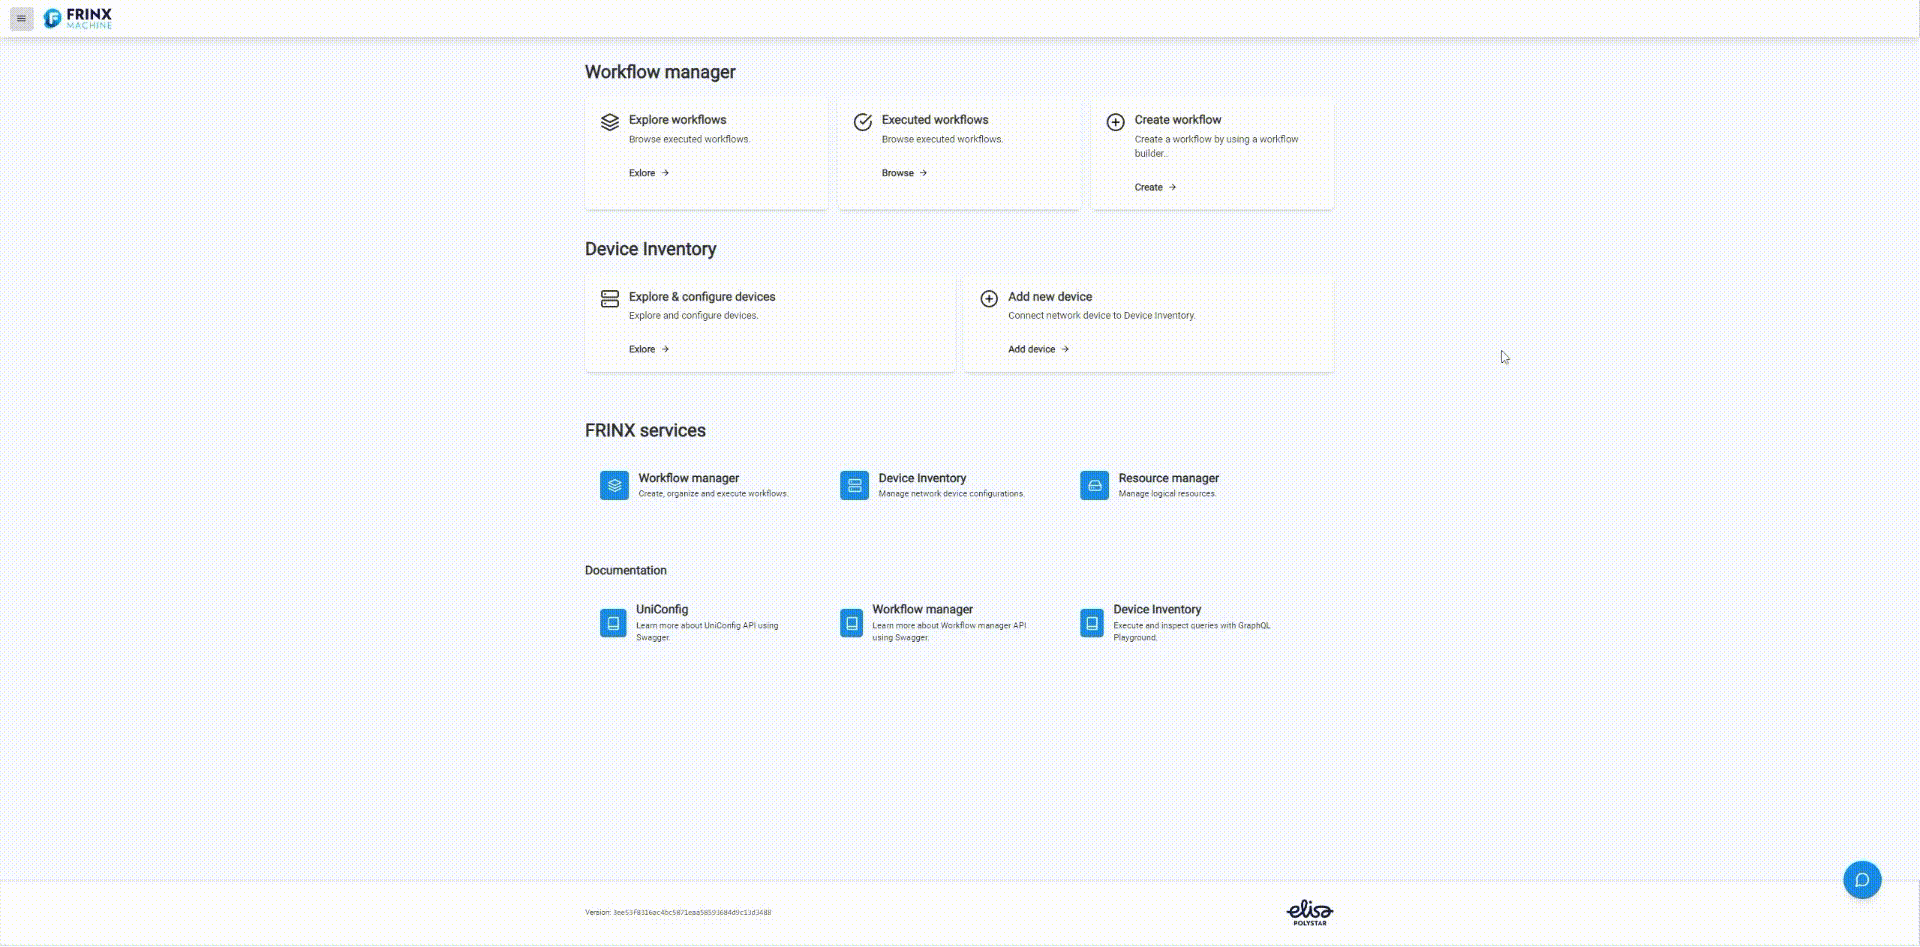 FRINX
MACHINE
Workflow manager
Explore workflows
Browse executed workflows.
Exlore
Executed workflows
Browse executed workflows.
Browse
Create workflow
Create a workflow by using a workflow
builder..
Create
Device Inventory
Explore & configure devices
Explore and configure devices.
Exlore
Add new device
Connect network device to Device Inventory.
Add device
FRINX services
Workflow manager
Create, organize and execute workflows.
Device Inventory
Manage network device configurations.
Resource manager
Manage logical resources.
Documentation
UniConfig
Learn more about UniConfig API using
Swagger.
Workflow manager
Learn more about Workflow manager API
using Swagger.
Device Inventory
Execute and inspect queries with GraphQL
Playground.
Version:
elisa
POLYSTAR